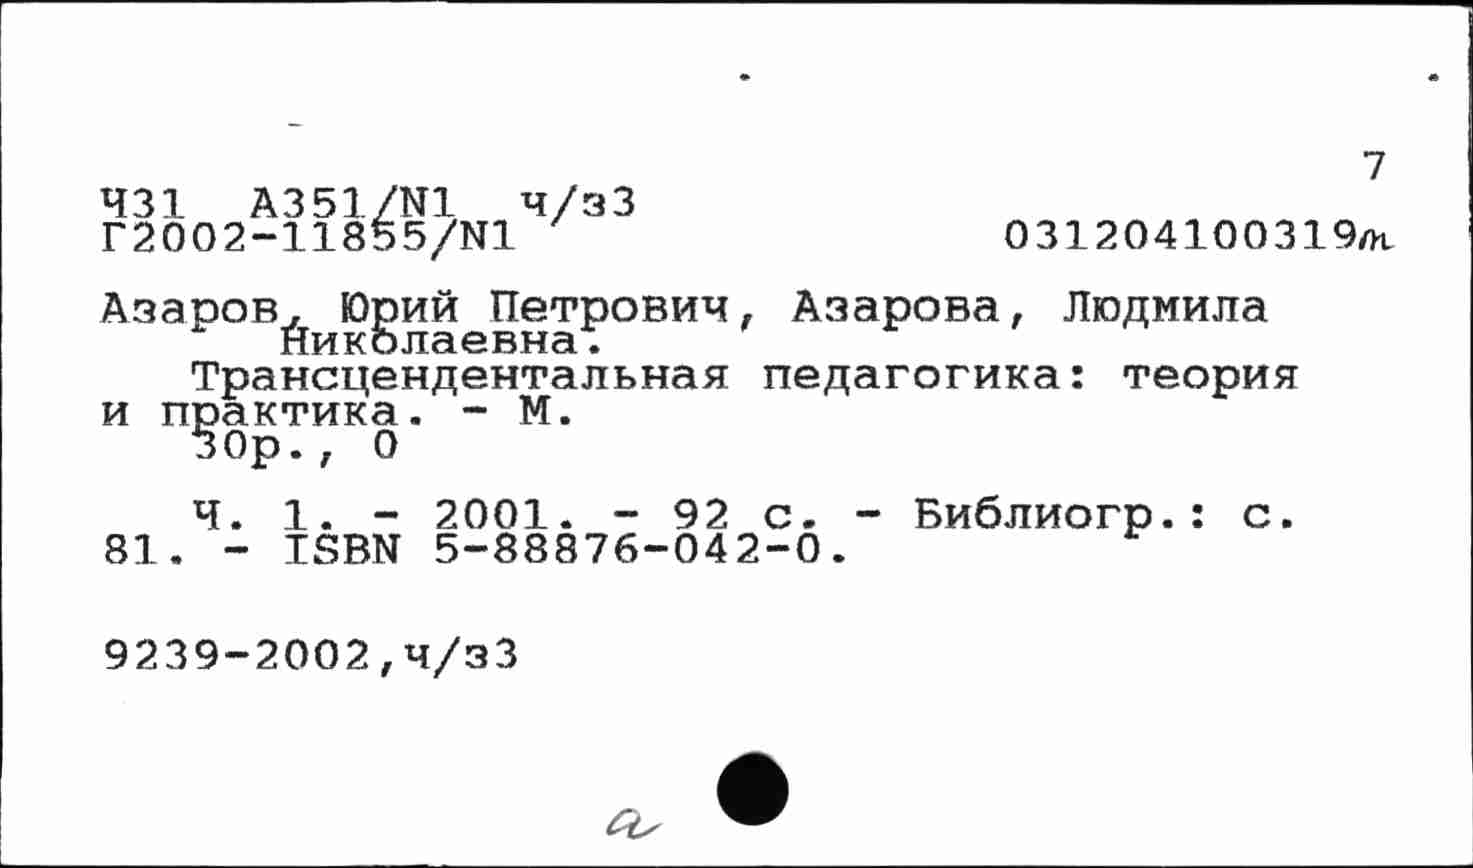 7
Ч31 А351/N1 ч/з3
Г2002-11855/N1 031204100319т
Азаров, Юрий Петрович, Азарова, Людмила
Николаевна.
Трансцендентальная педагогика: теория
и практика. - М.
30р., 0
Ч. 1. - 2001. - 92 с. - Библиогр.: с.
81. - ISBN 5-88876-042-0.
9239-2002,ч/з3
а